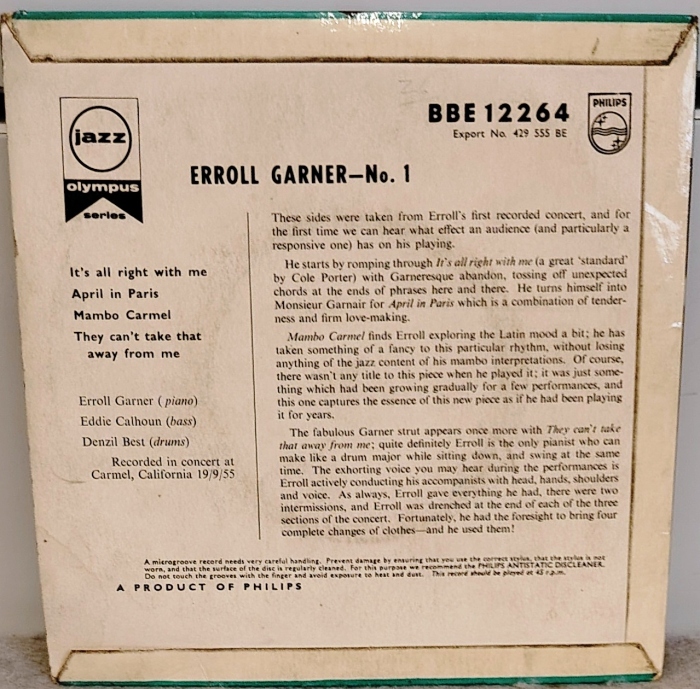 BBE 12264
Export No. 429 555 BE
PHILIPS
jazz
olympus
series
ERROLL GARNER—No. 1
It's all right with me
April in Paris
Mambo Carmel
They can't take that
away from me
Erroll Garner (piano)
Eddie Calhoun (bass)
Denzil Best (drums)
Recorded in concert at
Carmel, California 19/9/55
These sides were taken from Erroll's first recorded concert, and for
the first time we can hear what effect an audience (and particularly a
responsive one) has on his playing.
He starts by romping through It's all right with me (a great 'standard'
by Cole Porter) with Garneresque abandon, tossing off unexpected
chords at the ends of phrases here and there. He turns himself into
Monsieur Garnair for April in Paris which is a combination of tender-
ness and firm love-making.
Mambo Carmel finds Erroll exploring the Latin mood a bit; he has
taken something of a fancy to this particular rhythm, without losing
anything of the jazz content of his mambo interpretations. Of course,
there wasn't any title to this piece when he played it; it was just some-
thing which had been growing gradually for a few performances, and
this one captures the essence of this new piece as if he had been playing
it for years.
The fabulous Garner strut appears once more with They can't take
that away from me; quite definitely Erroll is the only pianist who can
make like a drum major while sitting down, and swing at the same
time. The exhorting voice you may hear during the performances is
Erroll actively conducting his accompanists with head, hands, shoulders
and voice. As always, Erroll gave everything he had, there were two
intermissions, and Erroll was drenched at the end of each of the three
sections of the concert. Fortunately, he had the foresight to bring four
complete changes of clothes—and he used them!
A microgroove record needs very careful handling. Prevent damage by ensuring that you use the correct stylus, that the stylus is not
worn, and that the surface of the disc is regularly cleaned. For this purpose we recommend the PHILIPS ANTISTATIC DISCLEANER.
Do not touch the grooves with the finger and avoid exposure to heat and dust. This record should be played at 45 r.p.m.
A PRODUCT OF PHILIPS